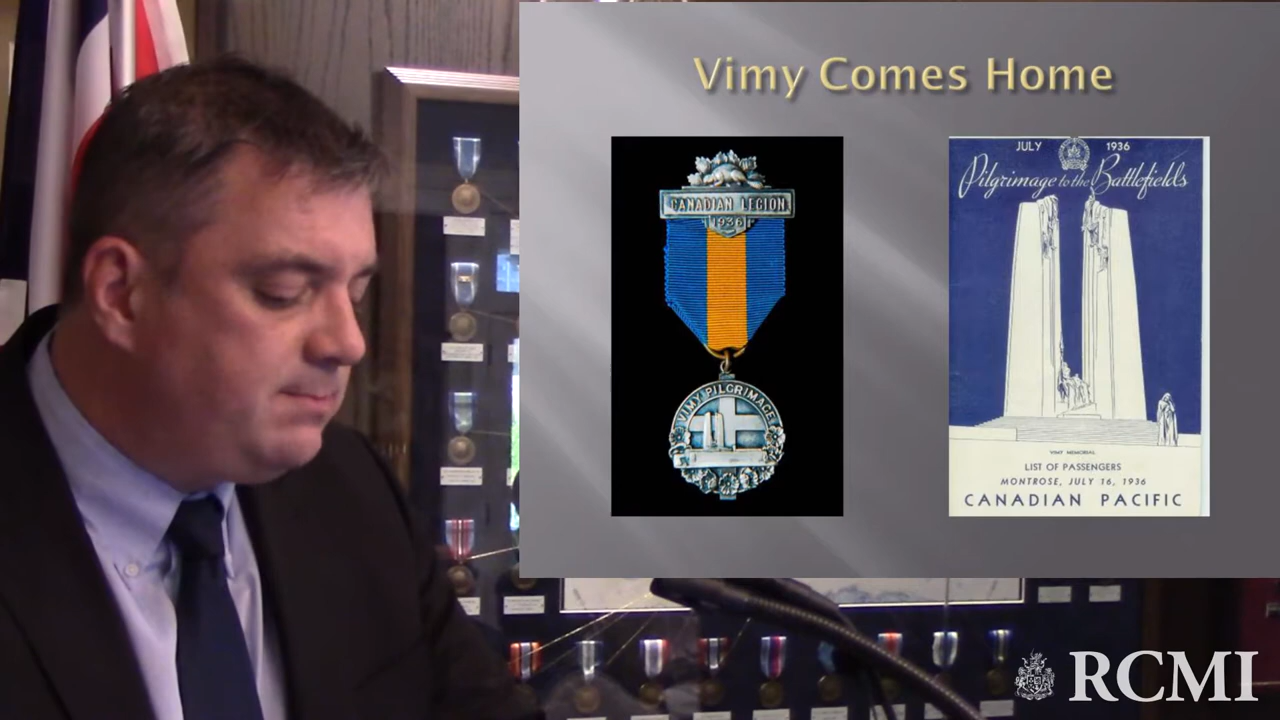 Vimy Comes Home
CANADIAN LEGION
1936
VIMY PILGRIMAGE
JULY 1936
Pilgrimage to the Battlefields
VIMY MEMORIAL
LIST OF PASSENGERS
MONTROSE, JULY 16, 1936
CANADIAN PACIFIC
RCMI